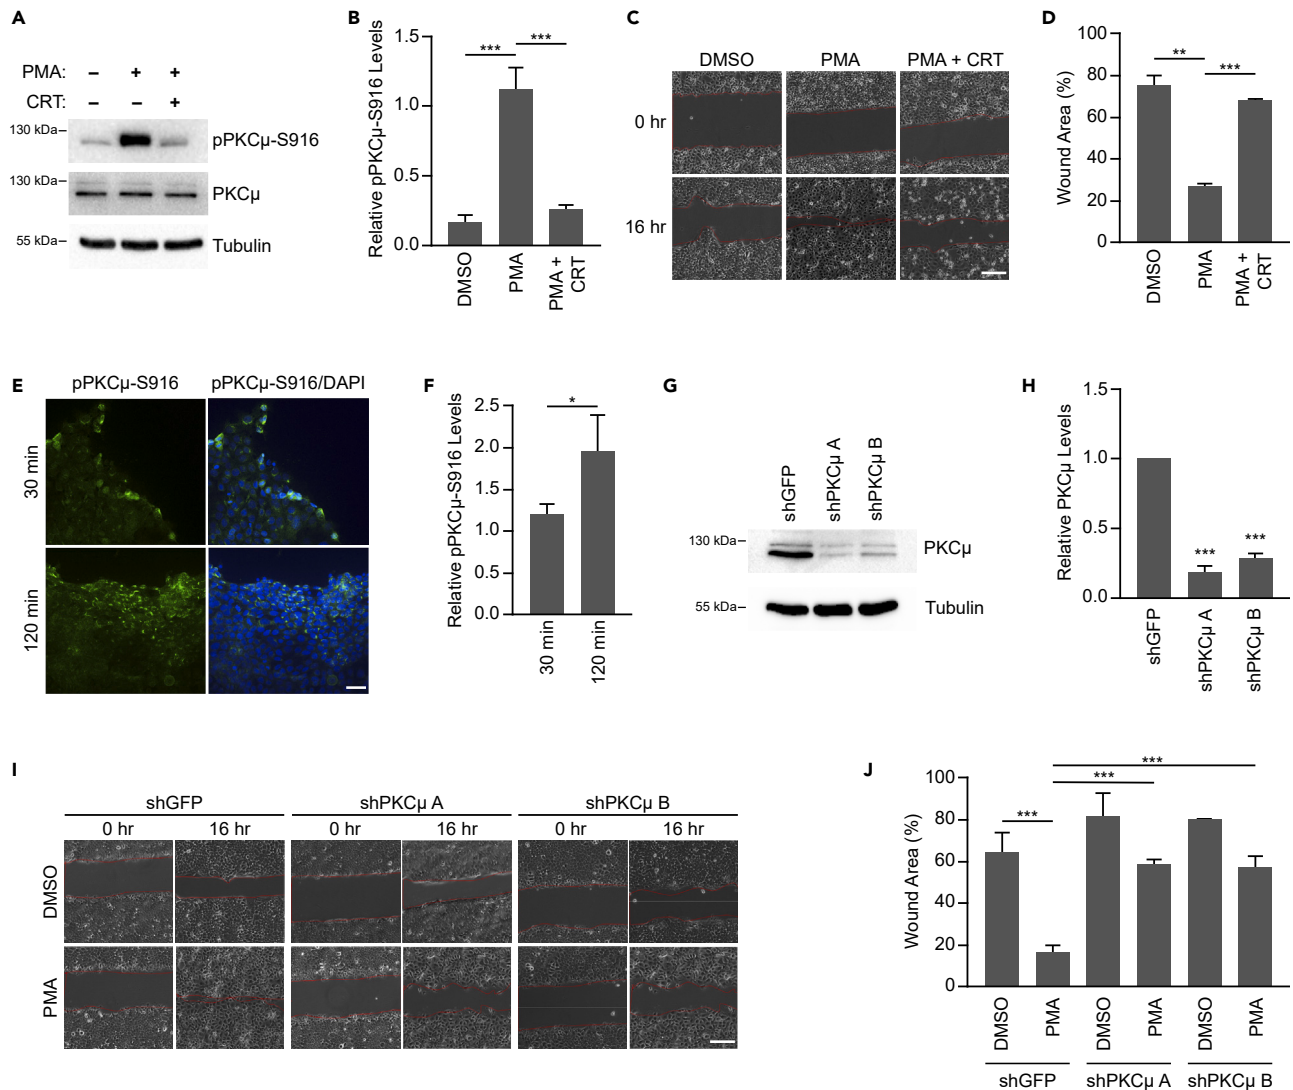 A
PMA: – + +
CRT: – – +
130 kDa
pPKCμ-S916
130 kDa
PKCμ
55 kDa
Tubulin
B
Relative pPKCμ-S916 Levels
1.5
1.0
0.5
0.0
*** ***
DMSO
PMA
PMA + CRT
C
DMSO PMA PMA + CRT
0 hr
16 hr
D
Wound Area (%)
100
80
60
40
20
0
** ***
DMSO
PMA
PMA + CRT
E
pPKCμ-S916 pPKCμ-S916/DAPI
30 min
120 min
F
Relative pPKCμ-S916 Levels
2.5
2.0
1.5
1.0
0.5
0.0
*
30 min
120 min
G
shGFP
shPKCμ A
shPKCμ B
130 kDa
PKCμ
55 kDa
Tubulin
H
Relative PKCμ Levels
1.5
1.0
0.5
0.0
*** ***
shGFP
shPKCμ A
shPKCμ B
I
shGFP shPKCμ A shPKCμ B
0 hr 16 hr 0 hr 16 hr 0 hr 16 hr
DMSO
PMA
J
Wound Area (%)
100
80
60
40
20
0
***
***
***
DMSO PMA DMSO PMA DMSO PMA
shGFP shPKCμ A shPKCμ B